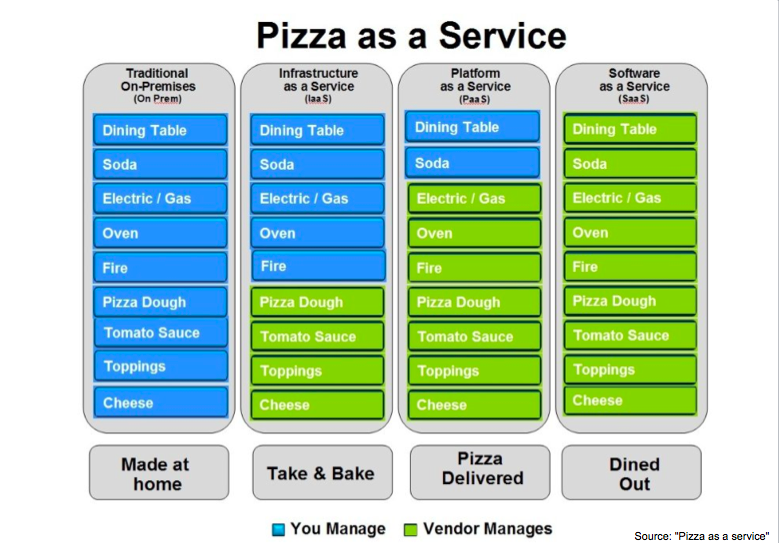 Pizza as a Service
Traditional
On-Premises
(On Prem)
Dining Table
Soda
Electric / Gas
Oven
Fire
Pizza Dough
Tomato Sauce
Toppings
Cheese
Made at
home
Infrastructure
as a Service
(IaaS)
Dining Table
Soda
Electric / Gas
Oven
Fire
Pizza Dough
Tomato Sauce
Toppings
Cheese
Take & Bake
Platform
as a Service
(PaaS)
Dining Table
Soda
Electric / Gas
Oven
Fire
Pizza Dough
Tomato Sauce
Toppings
Cheese
Pizza
Delivered
Software
as a Service
(SaaS)
Dining Table
Soda
Electric / Gas
Oven
Fire
Pizza Dough
Tomato Sauce
Toppings
Cheese
Dined
Out
You Manage
Vendor Manages
Source: "Pizza as a service"